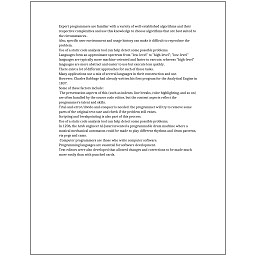 Expert programmers are familiar with a variety of well-established algorithms and their
respective complexities and use this knowledge to choose algorithms that are best suited to
the circumstances.
Also, specific user environment and usage history can make it difficult to reproduce the
problem.
Use of a static code analysis tool can help detect some possible problems.
Languages form an approximate spectrum from "low-level" to "high-level"; "low-level"
languages are typically more machine-oriented and faster to execute, whereas "high-level"
languages are more abstract and easier to use but execute less quickly.
There exist a lot of different approaches for each of those tasks.
Many applications use a mix of several languages in their construction and use.
However, Charles Babbage had already written his first program for the Analytical Engine in
1837.
Some of these factors include:
The presentation aspects of this (such as indents, line breaks, color highlighting, and so on)
are often handled by the source code editor, but the content aspects reflect the
programmer's talent and skills.
Trial-and-error/divide-and-conquer is needed: the programmer will try to remove some
parts of the original test case and check if the problem still exists.
Scripting and breakpointing is also part of this process.
Use of a static code analysis tool can help detect some possible problems.
In 1206, the Arab engineer Al-Jazari invented a programmable drum machine where a
musical mechanical automaton could be made to play different rhythms and drum patterns,
via pegs and cams.
Computer programmers are those who write computer software.
Programming languages are essential for software development.
Text editors were also developed that allowed changes and corrections to be made much
more easily than with punched cards.